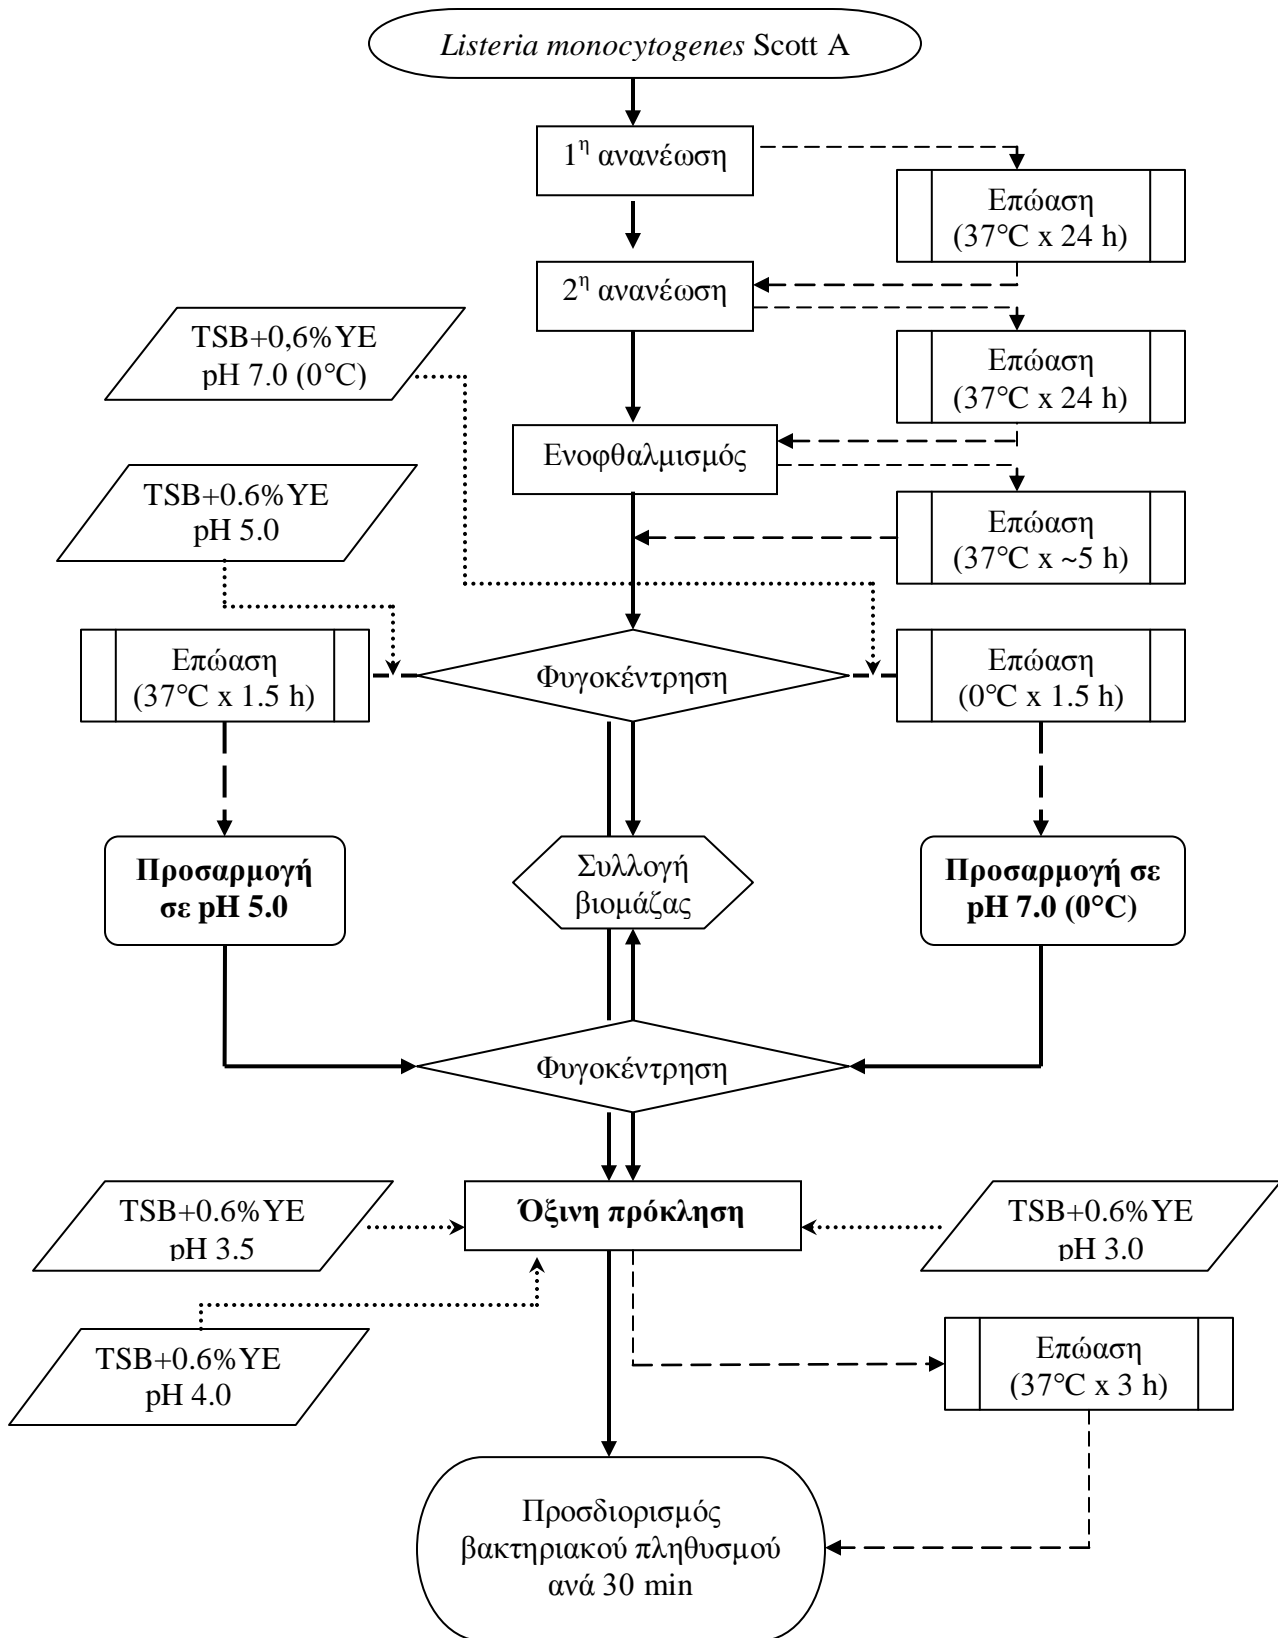 Listeria monocytogenes Scott A
1η ανανέωση
Επώαση
(37°C x 24 h)
2η ανανέωση
TSB+0,6%YE
pH 7.0 (0°C)
Επώαση
(37°C x 24 h)
Ενοφθαλμισμός
TSB+0.6%YE
pH 5.0
Επώαση
(37°C x ~5 h)
Επώαση
(37°C x 1.5 h)
Φυγοκέντρηση
Επώαση
(0°C x 1.5 h)
Προσαρμογή
σε pH 5.0
Συλλογή
βιομάζας
Προσαρμογή σε
pH 7.0 (0°C)
Φυγοκέντρηση
TSB+0.6%YE
pH 3.5
Όξινη πρόκληση
TSB+0.6%YE
pH 3.0
TSB+0.6%YE
pH 4.0
Επώαση
(37°C x 3 h)
Προσδιορισμός
βακτηριακού πληθυσμού
ανά 30 min